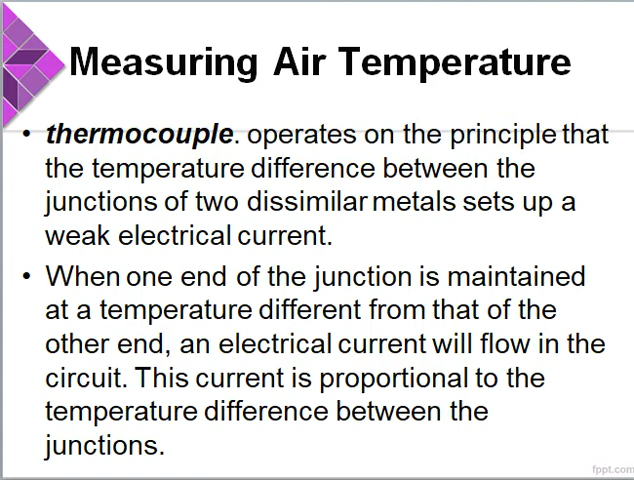 Measuring Air Temperature
• thermocouple. operates on the principle that
the temperature difference between the
junctions of two dissimilar metals sets up a
weak electrical current.
• When one end of the junction is maintained
at a temperature different from that of the
other end, an electrical current will flow in the
circuit. This current is proportional to the
temperature difference between the
junctions.
fppt.com